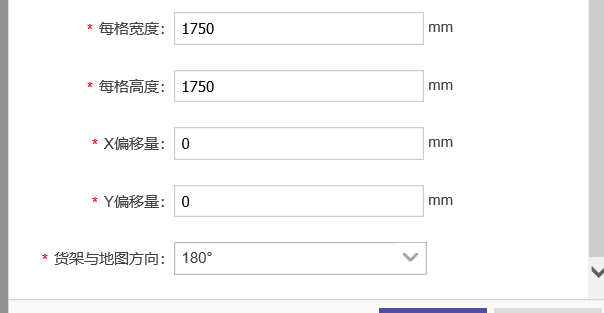 * 每格宽度: 1750 mm
* 每格高度: 1750 mm
* X偏移量: 0 mm
* Y偏移量: 0 mm
* 货架与地图方向: 180°